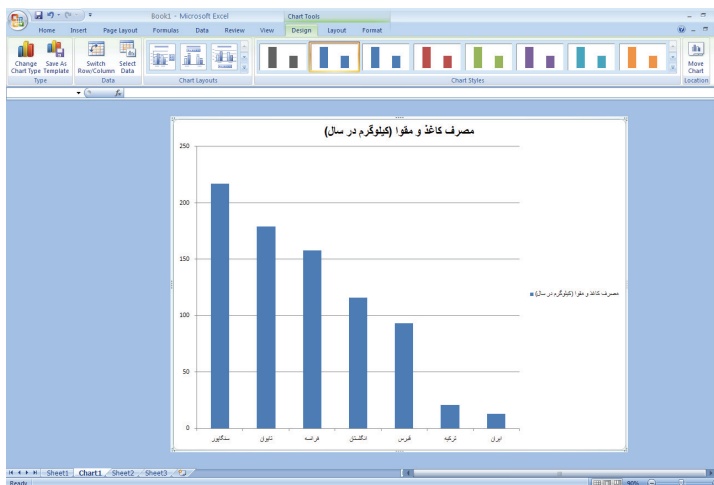 Book1 - Microsoft Excel
Chart Tools
Home Insert Page Layout Formulas Data Review View Design Layout Format
Change Chart Type
Save As Template
Switch Row/Column
Select Data
Move Chart
Type Data Chart Layouts Chart Styles Location
مصرف کاغذ و مقوا (کیلوگرم در سال)
250
200
150
100
50
0
مصرف کاغذ و مقوا (کیلوگرم در سال)
سنگاپور تایوان فرانسه انگلستان قبرس ترکیه ایران
Sheet1 Chart1 Sheet2 Sheet3
Ready 90%